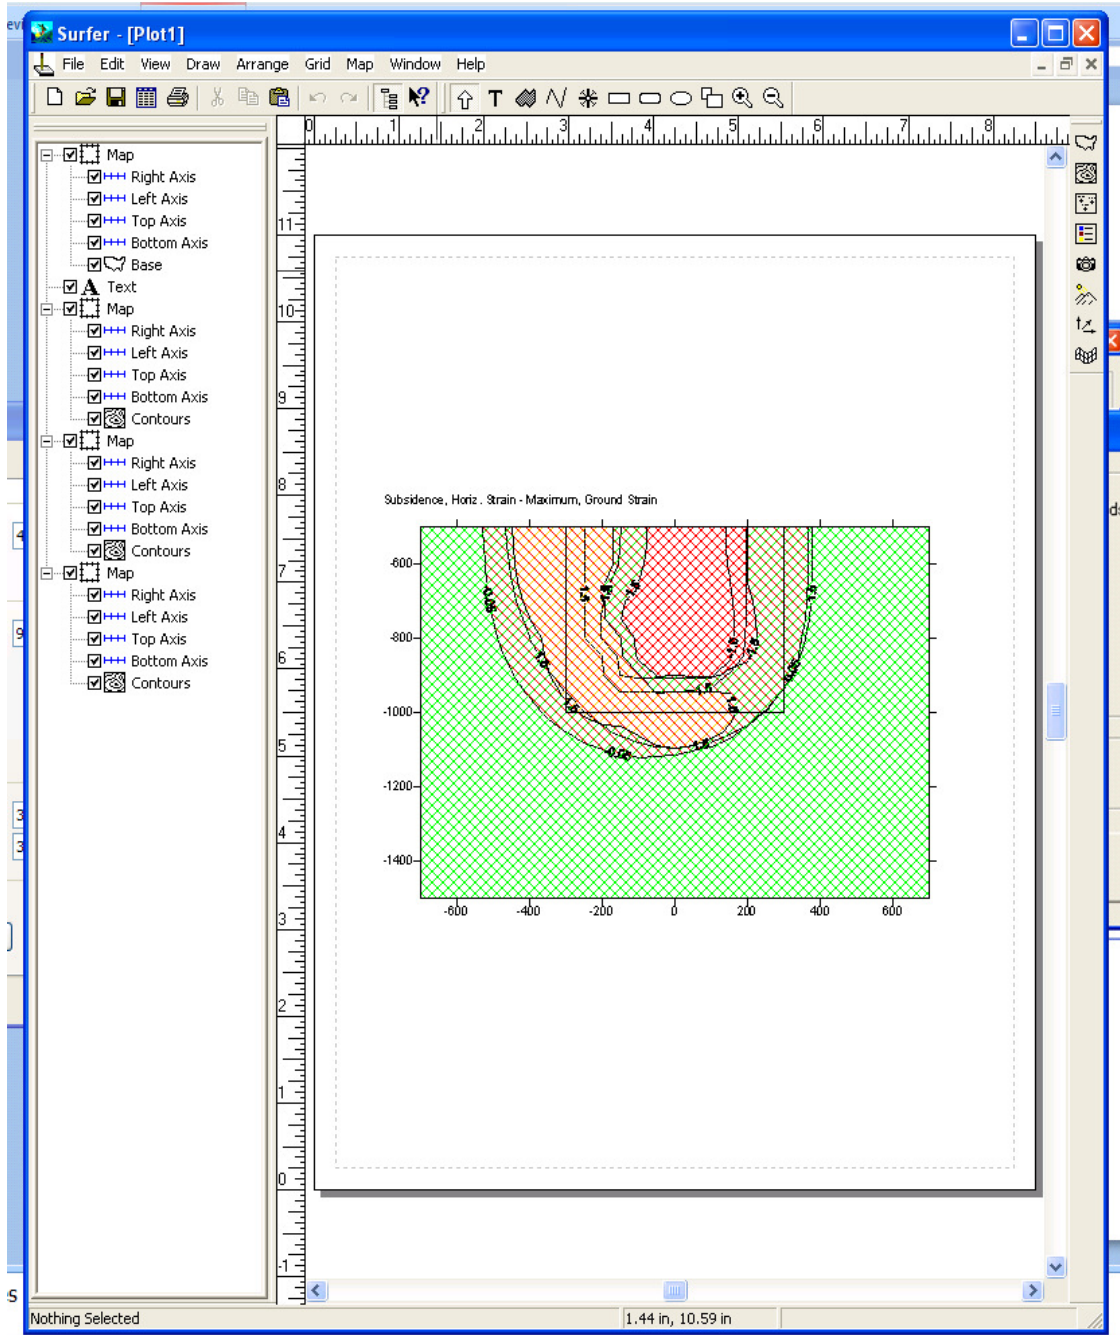 Surfer - [Plot1]
File Edit View Draw Arrange Grid Map Window Help
0 1 2 3 4 5 6 7 8
Map
Right Axis
Left Axis
Top Axis
Bottom Axis
Base
Text
Map
Right Axis
Left Axis
Top Axis
Bottom Axis
Contours
Map
Right Axis
Left Axis
Top Axis
Bottom Axis
Contours
Map
Right Axis
Left Axis
Top Axis
Bottom Axis
Contours
11
10
9
8
7
6
5
4
3
2
1
0
-1
Subsidence, Horiz. Strain - Maximum, Ground Strain
-600
-800
-1000
-1200
-1400
-600 -400 -200 0 200 400 600
Nothing Selected
1.44 in, 10.59 in